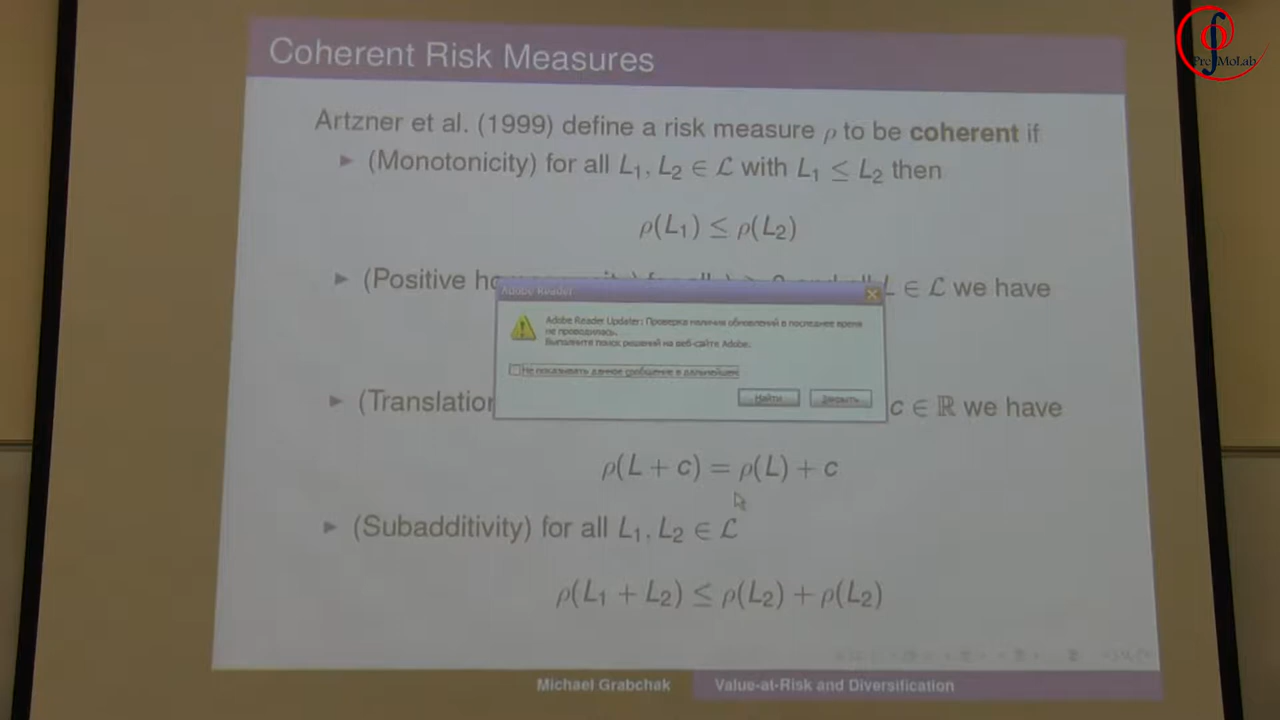 Coherent Risk Measures
PreMoLab
Artzner et al. (1999) define a risk measure ρ to be coherent if
(Monotonicity) for all L₁, L₂ ∈ ℒ with L₁ ≤ L₂ then
ρ(L₁) ≤ ρ(L₂)
(Positive L ∈ ℒ we have
Adobe Reader
Adobe Reader Updater: Проверка наличия обновлений в последнее время
не проводилась.
Выполните поиск решений на веб-сайте Adobe.
Не показывать данное сообщение в дальнейшем
Найти Закрыть
(Translation c ∈ ℝ we have
ρ(L + c) = ρ(L) + c
(Subadditivity) for all L₁, L₂ ∈ ℒ
ρ(L₁ + L₂) ≤ ρ(L₂) + ρ(L₂)
Michael Grabchak Value-at-Risk and Diversification